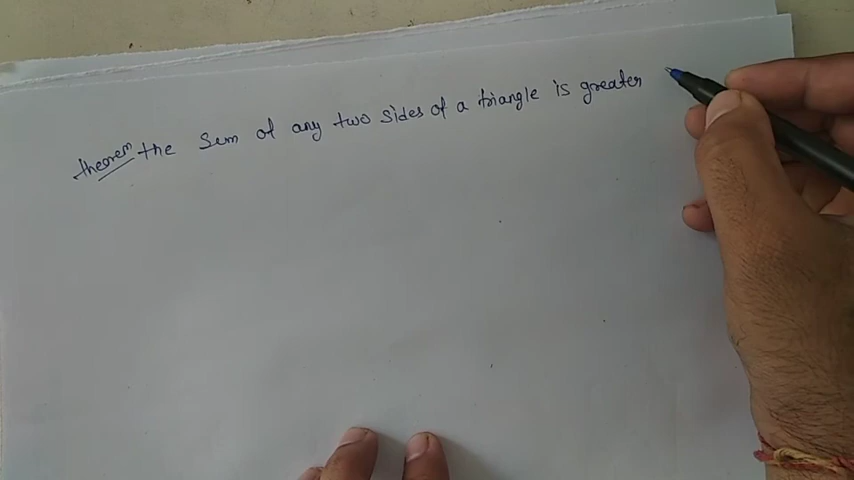 theorem the Sum of any two sides of a triangle is greater